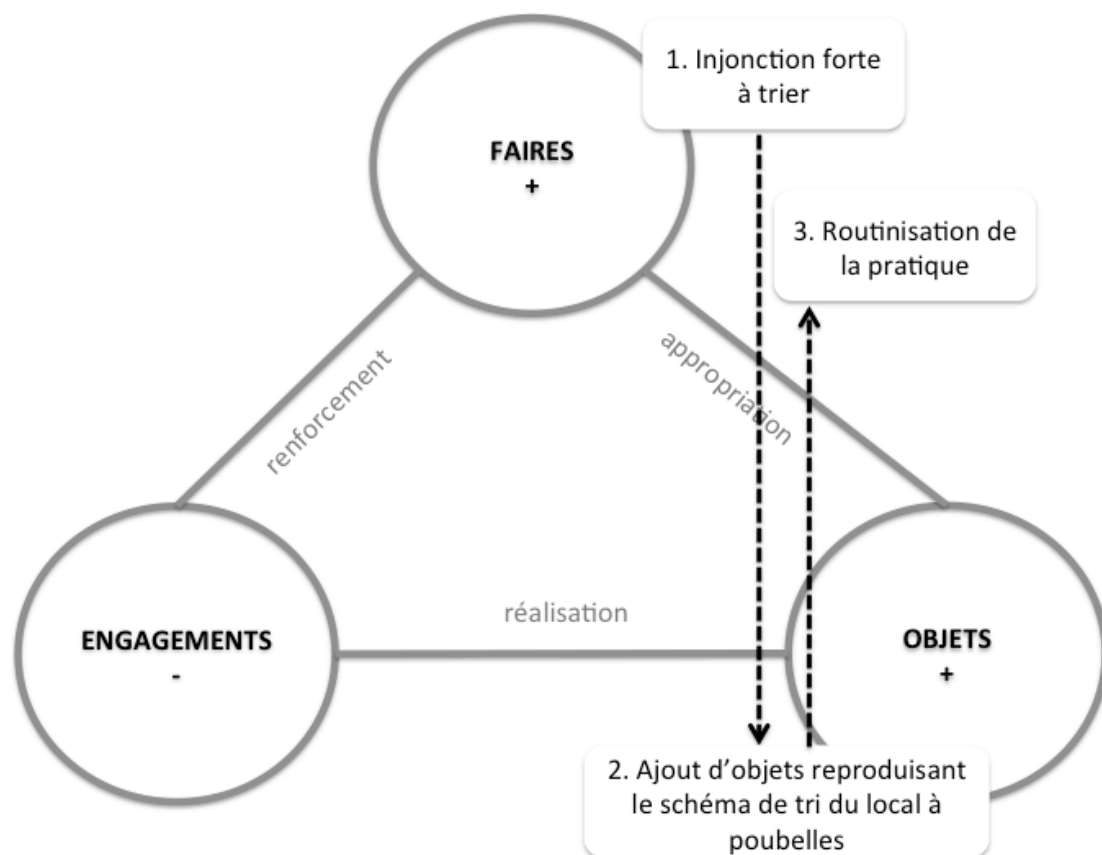 1. Injonction forte
à trier
FAIRES
+
3. Routinisation de
la pratique
renforcement
appropriation
réalisation
ENGAGEMENTS
-
OBJETS
+
2. Ajout d’objets reproduisant
le schéma de tri du local à
poubelles